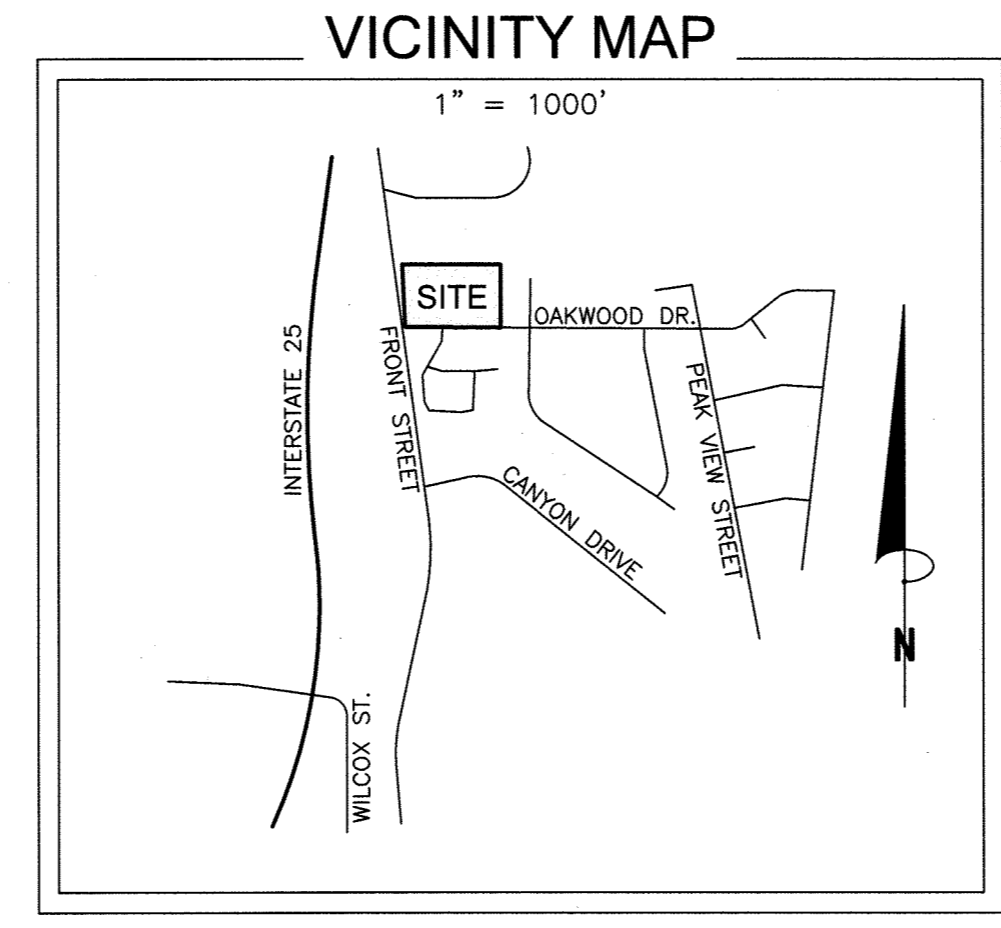 VICINITY MAP
1" = 1000'
SITE
OAKWOOD DR.
INTERSTATE 25
FRONT STREET
PEAK VIEW STREET
CANYON DRIVE
N
WILCOX ST.